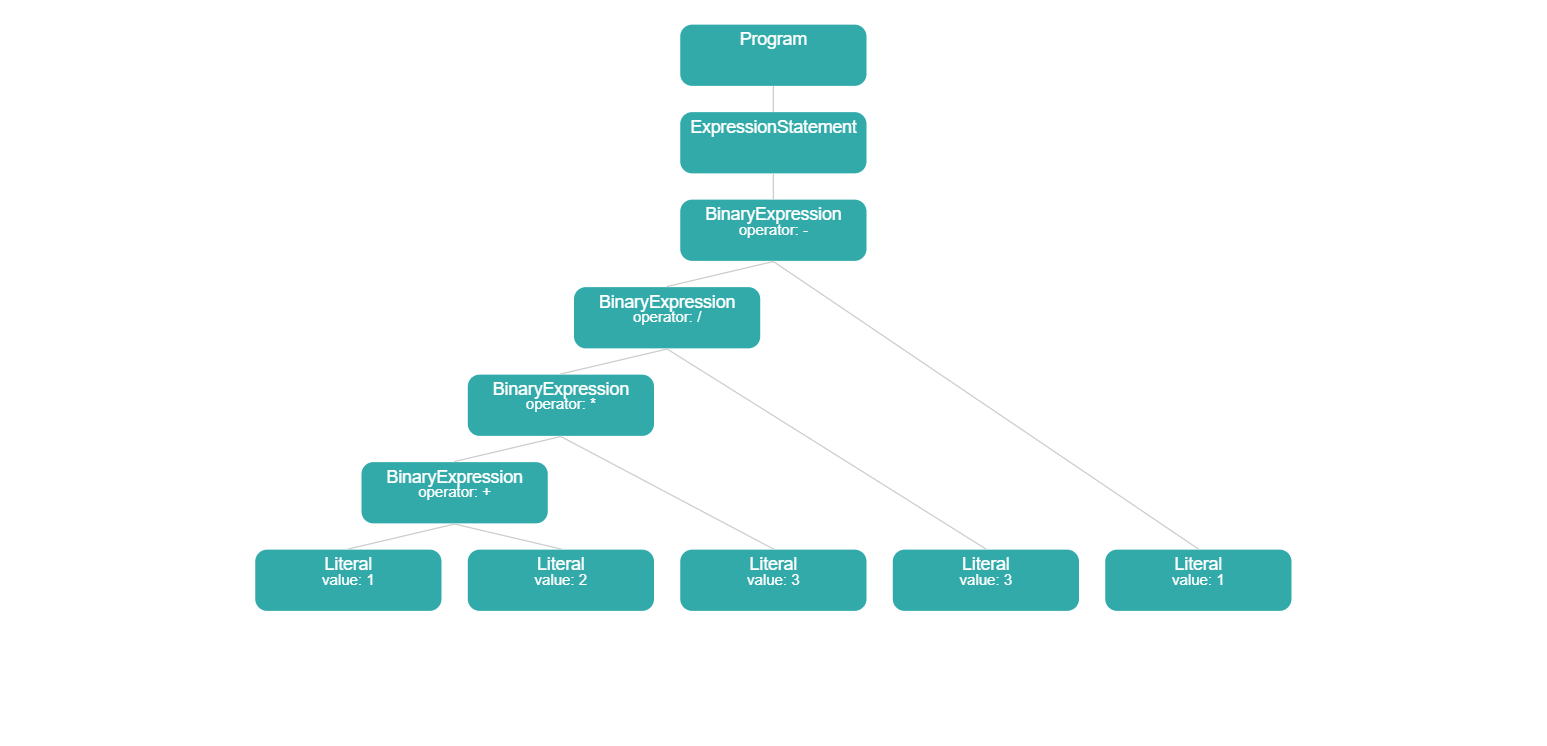 Program
ExpressionStatement
BinaryExpression
operator: -
BinaryExpression
operator: /
BinaryExpression
operator: *
BinaryExpression
operator: +
Literal
value: 1
Literal
value: 2
Literal
value: 3
Literal
value: 3
Literal
value: 1